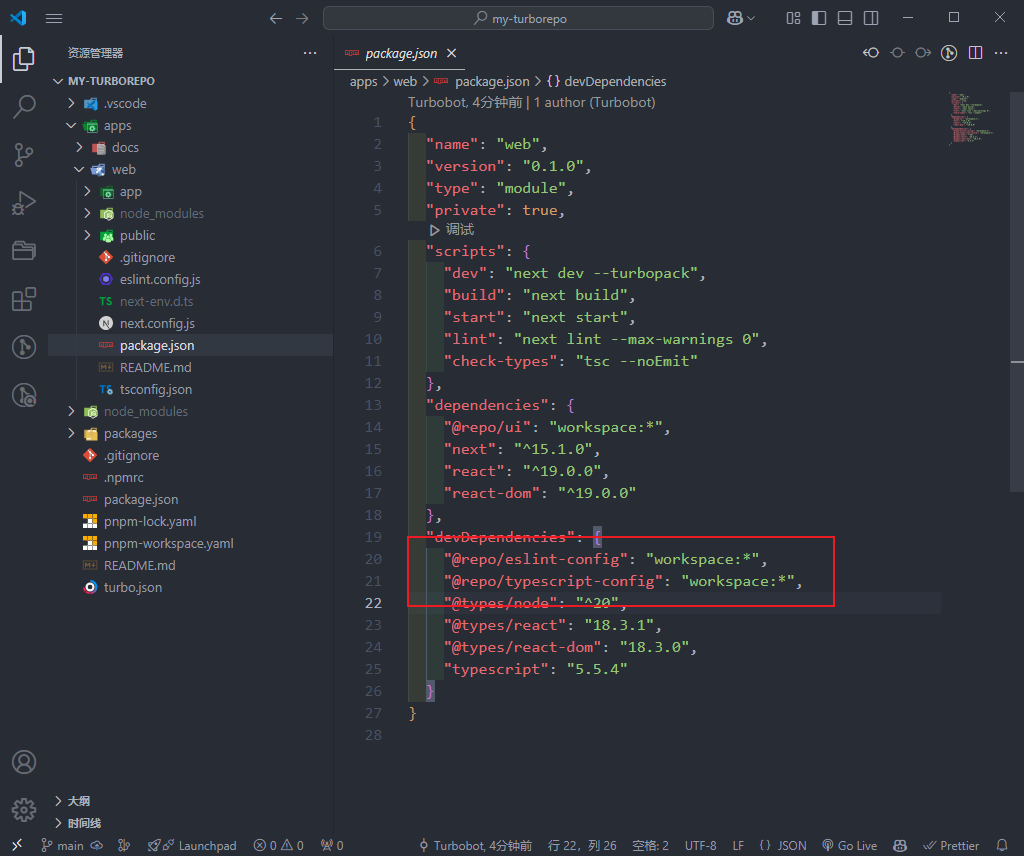 my-turborepo
资源管理器
MY-TURBOREPO
.vscode
apps
docs
web
app
node_modules
public
.gitignore
eslint.config.js
TS next-env.d.ts
N next.config.js
package.json
README.md
tsconfig.json
node_modules
packages
.gitignore
.npmrc
package.json
pnpm-lock.yaml
pnpm-workspace.yaml
README.md
turbo.json
大纲
时间线
package.json
apps > web > package.json > {} devDependencies
Turbobot, 4分钟前 | 1 author (Turbobot)
1 {
2 "name": "web",
3 "version": "0.1.0",
4 "type": "module",
5 "private": true,
调试
6 "scripts": {
7 "dev": "next dev --turbopack",
8 "build": "next build",
9 "start": "next start",
10 "lint": "next lint --max-warnings 0",
11 "check-types": "tsc --noEmit"
12 },
13 "dependencies": {
14 "@repo/ui": "workspace:*",
15 "next": "^15.1.0",
16 "react": "^19.0.0",
17 "react-dom": "^19.0.0"
18 },
19 "devDependencies": {
20 "@repo/eslint-config": "workspace:*",
21 "@repo/typescript-config": "workspace:*",
22 "@types/node": "^20",
23 "@types/react": "18.3.1",
24 "@types/react-dom": "18.3.0",
25 "typescript": "5.5.4"
26 }
27 }
28
main Launchpad 0 0 0 Turbobot, 4分钟前 行 22，列 26 空格: 2 UTF-8 LF {} JSON Go Live Prettier